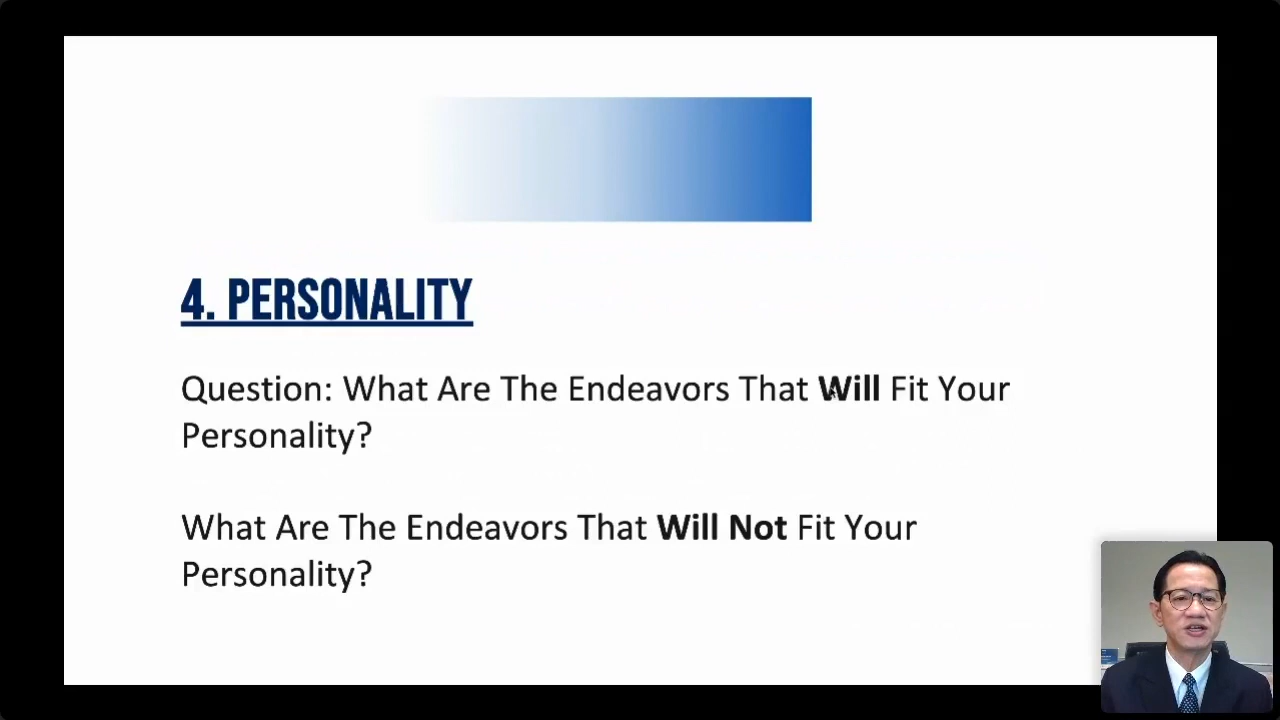 4. PERSONALITY
Question: What Are The Endeavors That Will Fit Your
Personality?
What Are The Endeavors That Will Not Fit Your
Personality?